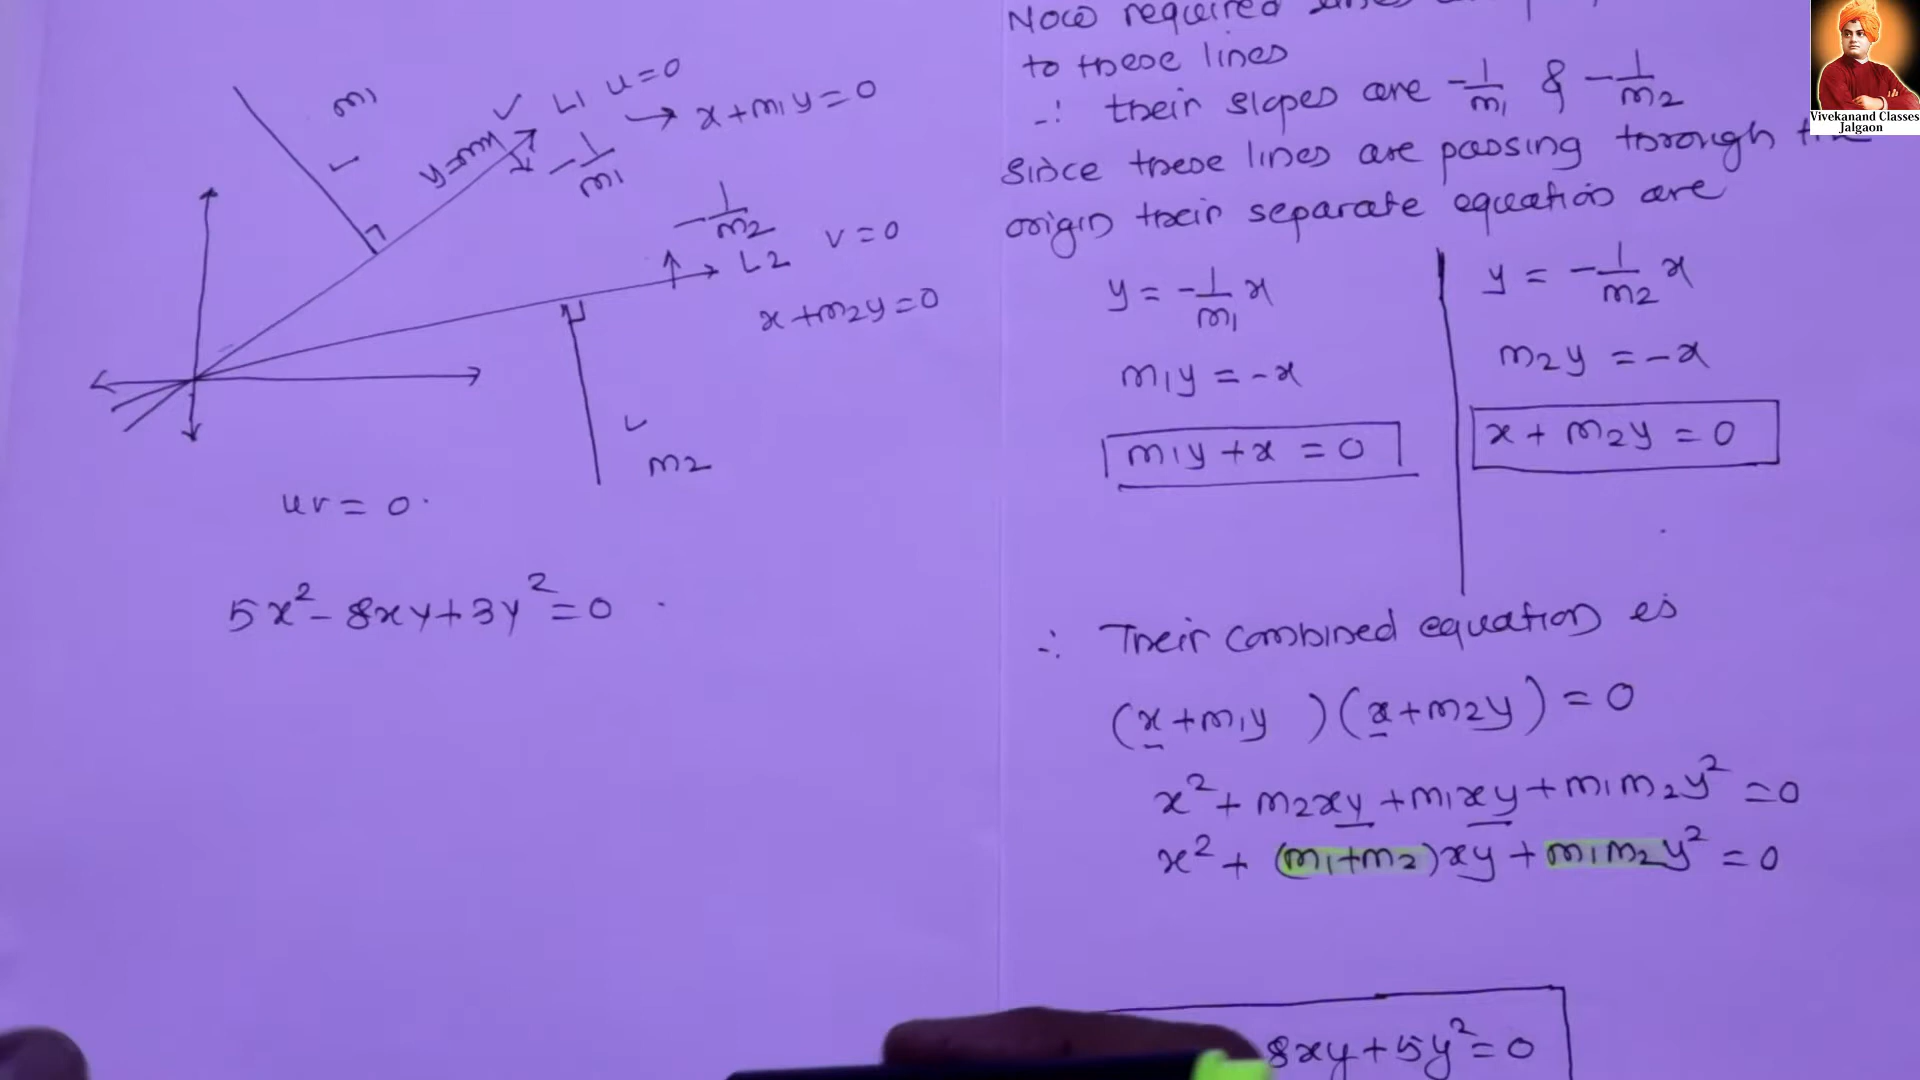 m1
L1 u=0
y=mx
-1/m1 → x+m1y=0
-1/m2
v=0
L2
x+m2y=0
m2
uv=0
5x²-8xy+3y²=0
Now required
to these lines
∴ their slopes are -1/m1 & -1/m2
Since these lines are passing through the
origin their separate equation are
y=-1/m1 x
m1y=-x
m1y+x=0
y=-1/m2 x
m2y=-x
x+m2y=0
∴ Their combined equation is
(x+m1y)(x+m2y)=0
x²+m2xy+m1xy+m1m2y²=0
x²+(m1+m2)xy+m1m2y²=0
8xy+5y²=0
Vivekanand Classes
Jalgaon